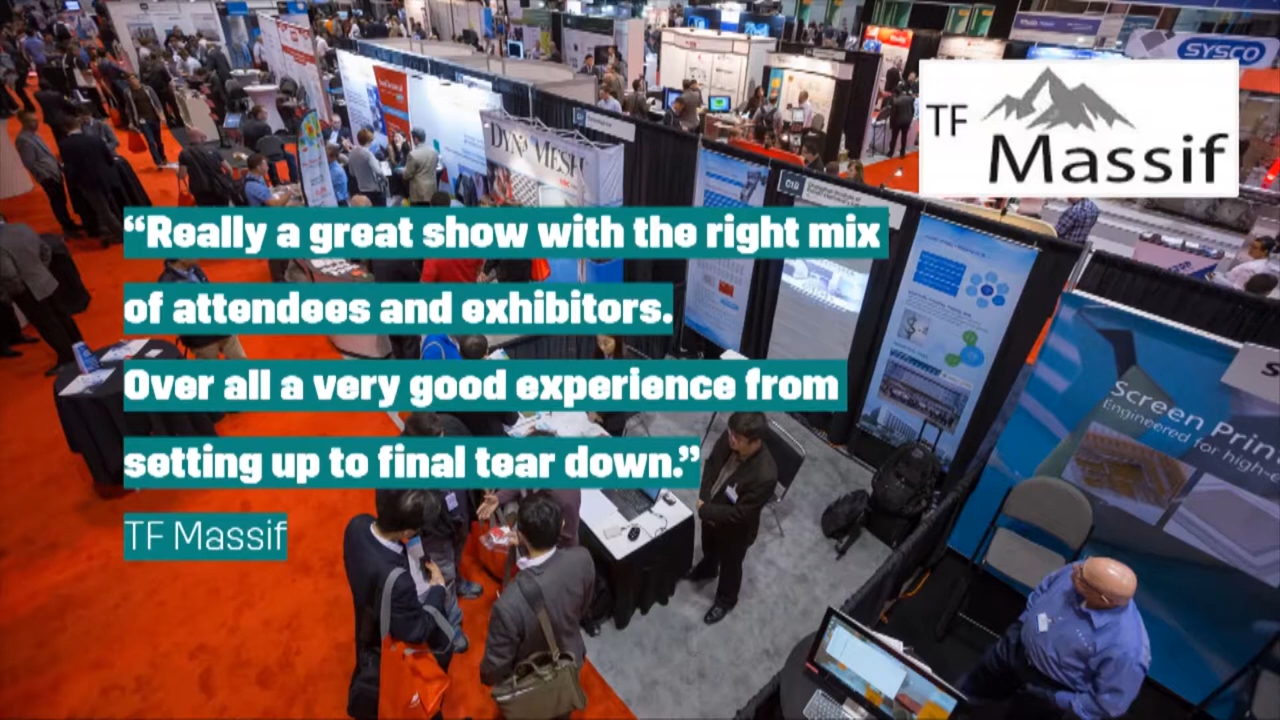 SYSCO
TF
Massif
DYNA MESH
“Really a great show with the right mix
of attendees and exhibitors.
Over all a very good experience from
setting up to final tear down.”
TF Massif
Screen Prin
Engineered for high-